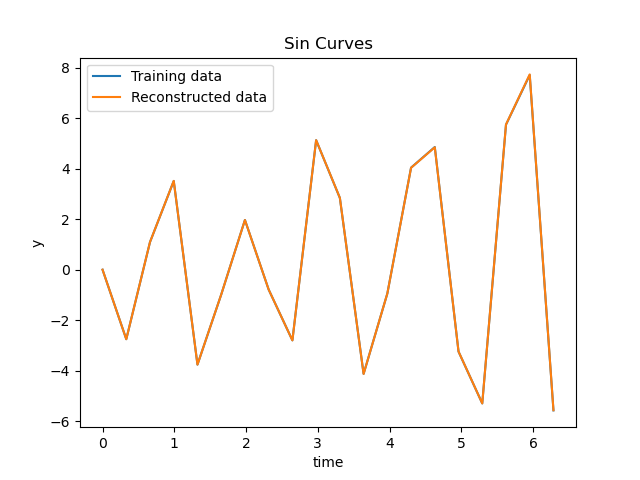 Sin Curves
Training data
Reconstructed data
8
6
4
2
0
−2
−4
−6
y
0 1 2 3 4 5 6
time